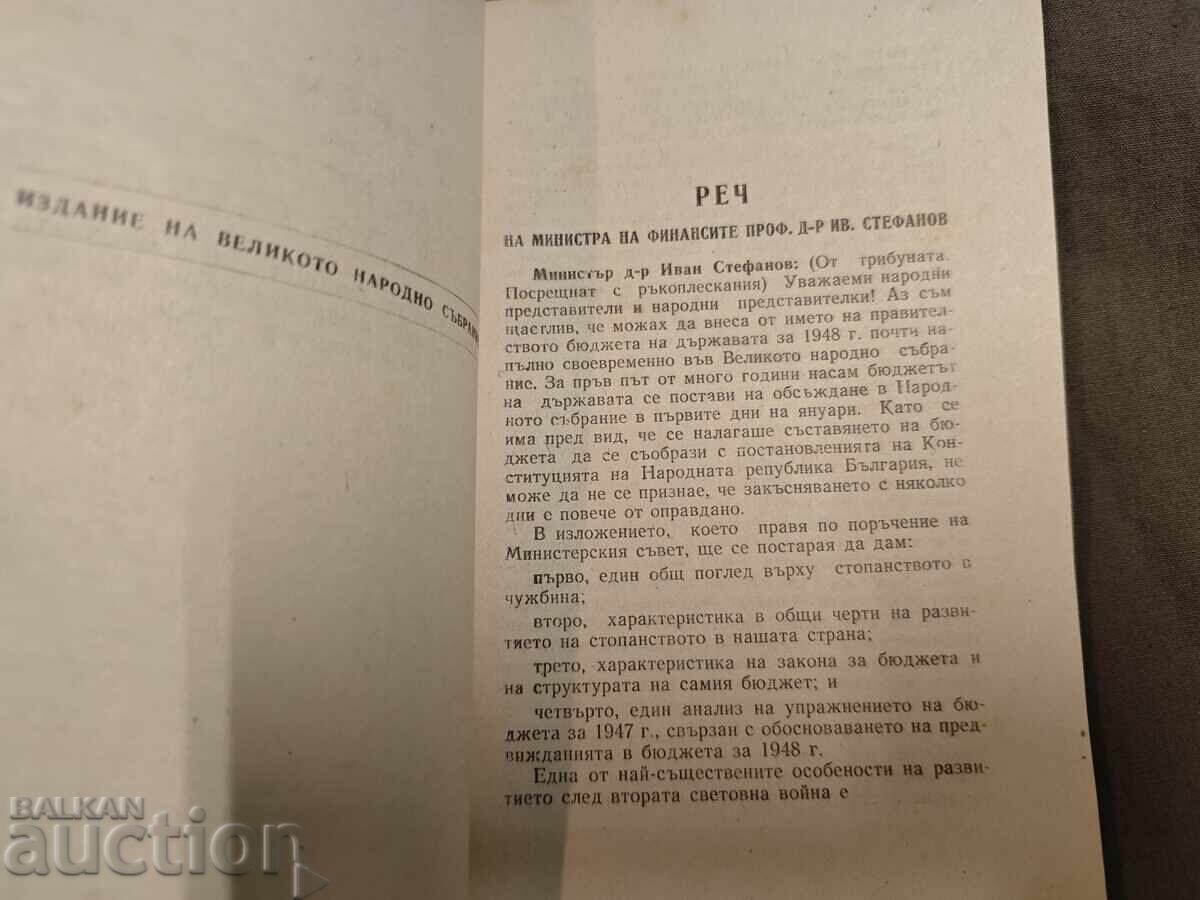 ИЗДАНИЕ НА ВЕЛИКОТО НАРОДНО СЪБРАНИ
РЕЧ
НА МИНИСТРА НА ФИНАНСИТЕ ПРОФ. Д-Р ИВ. СТЕФАНОВ
Министър д-р Иван Стефанов: (От трибуната.
Посрещнат с ръкоплескания) Уважаеми народни
представители и народни представителки! Аз съм
щастлив, че можах да внеса от името на правител-
ството бюджета на държавата за 1948 г. почти на-
пълно своевременно във Великото народно събра-
ние. За пръв път от много години насам бюджетът
на държавата се постави на обсъждане в Народ-
ното събрание в първите дни на януари. Като се
има пред вид, че се налагаше съставянето на бю-
джета да се съобрази с постановленията на Кон-
ституцията на Народната република България, не
може да не се признае, че закъсняването с няколко
дни е повече от оправдано.
В изложението, което правя по поръчение на
Министерския съвет, ще се постарая да дам:
първо, един общ поглед върху стопанството в
чужбина;
второ, характеристика в общи черти на разви-
тието на стопанството в нашата страна;
трето, характеристика на закона за бюджета и
на структурата на самия бюджет; и
четвърто, един анализ на упражнението на бю-
джета за 1947 г., свързан с обосноваването на пред-
вижданията в бюджета за 1948 г.
Една от най-съществените особености на разви-
тието след втората световна война е
BALKAN
auction